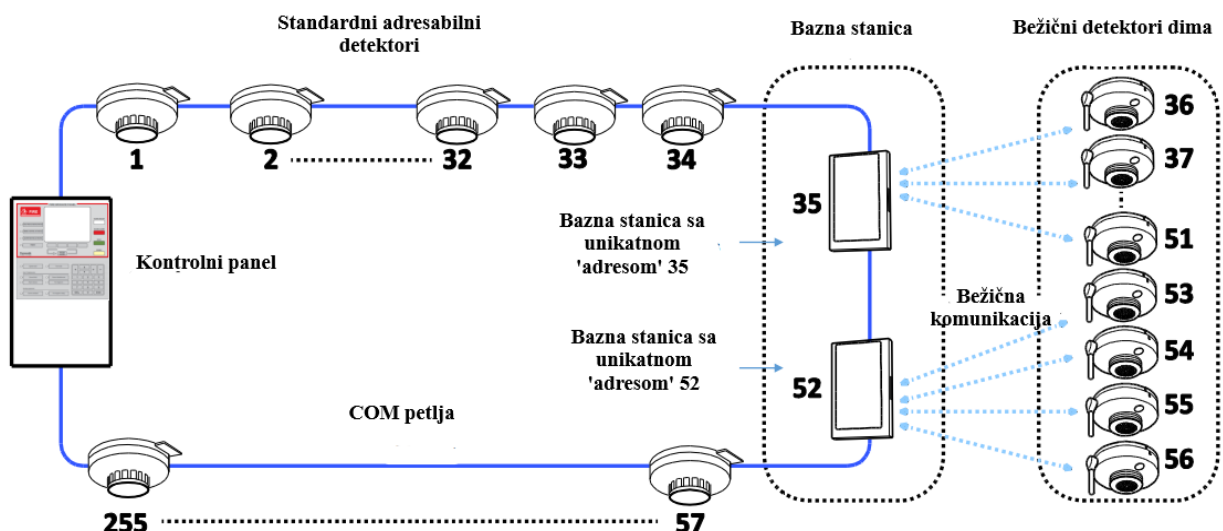 Standardni adresabilni
detektori
Bazna stanica
Bežični detektori dima
1
2
32
33
34
36
37
51
53
54
55
56
35
Bazna stanica sa
unikatnom
'adresom' 35
Kontrolni panel
Bežična
komunikacija
Bazna stanica sa
unikatnom
'adresom' 52
52
COM petlja
255
57